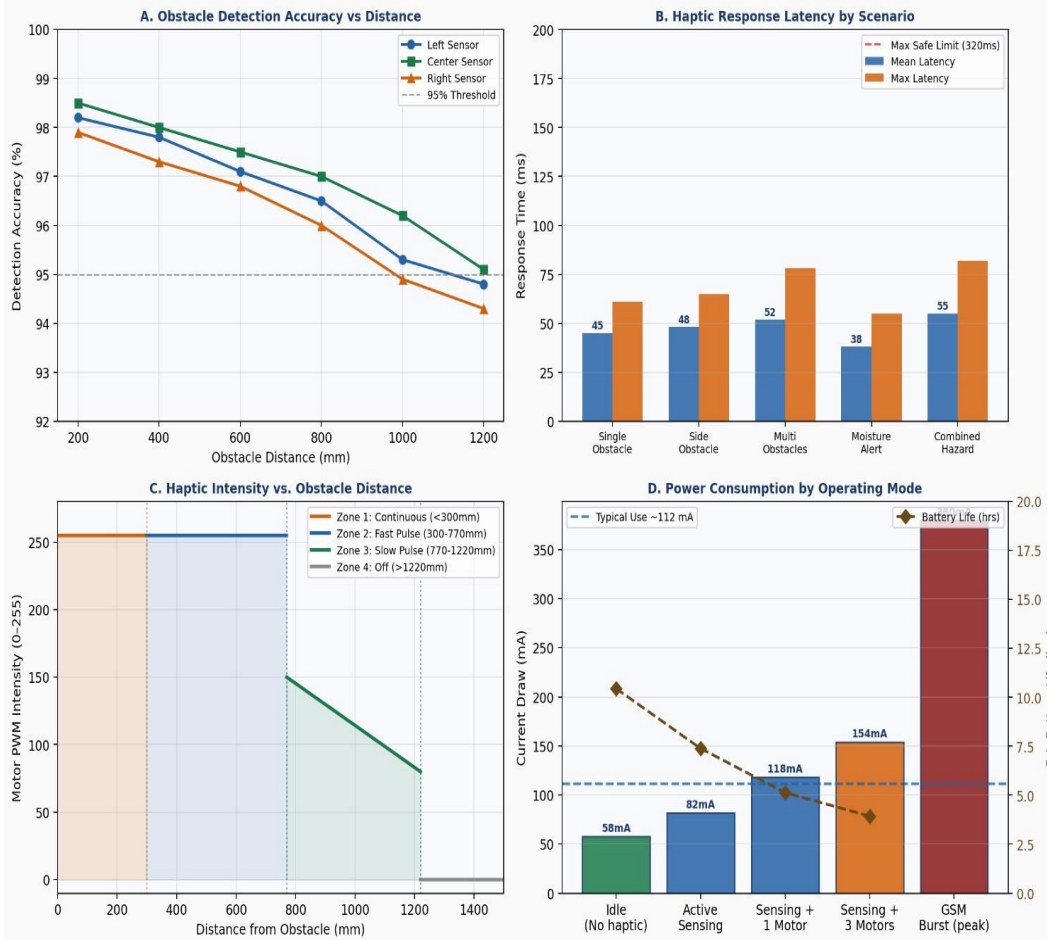 A. Obstacle Detection Accuracy vs Distance
100
99
98
97
96
95
94
93
92
Detection Accuracy (%)
Left Sensor
Center Sensor
Right Sensor
95% Threshold
200 400 600 800 1000 1200
Obstacle Distance (mm)
B. Haptic Response Latency by Scenario
200
175
150
125
100
75
50
25
0
Response Time (ms)
Max Safe Limit (320ms)
Mean Latency
Max Latency
45
48
52
38
55
Single
Obstacle
Side
Obstacle
Multi
Obstacles
Moisture
Alert
Combined
Hazard
C. Haptic Intensity vs. Obstacle Distance
250
200
150
100
50
0
Motor PWM Intensity (0–255)
Zone 1: Continuous (<300mm)
Zone 2: Fast Pulse (300-770mm)
Zone 3: Slow Pulse (770-1220mm)
Zone 4: Off (>1220mm)
0 200 400 600 800 1000 1200 1400
Distance from Obstacle (mm)
D. Power Consumption by Operating Mode
350
300
250
200
150
100
50
0
Current Draw (mA)
Typical Use ~112 mA
Battery Life (hrs)
58mA
82mA
118mA
154mA
20.0
17.5
15.0
12.5
10.0
7.5
5.0
2.5
0.0
Idle
(No haptic)
Active
Sensing
Sensing +
1 Motor
Sensing +
3 Motors
GSM
Burst (peak)